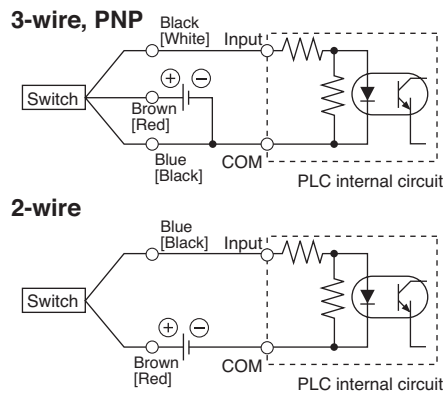 3-wire, PNP
Black
[White]
Input
Switch
+ −
Brown
[Red]
Blue
[Black]
COM
PLC internal circuit
2-wire
Blue
[Black]
Input
Switch
+ −
Brown
[Red]
COM
PLC internal circuit